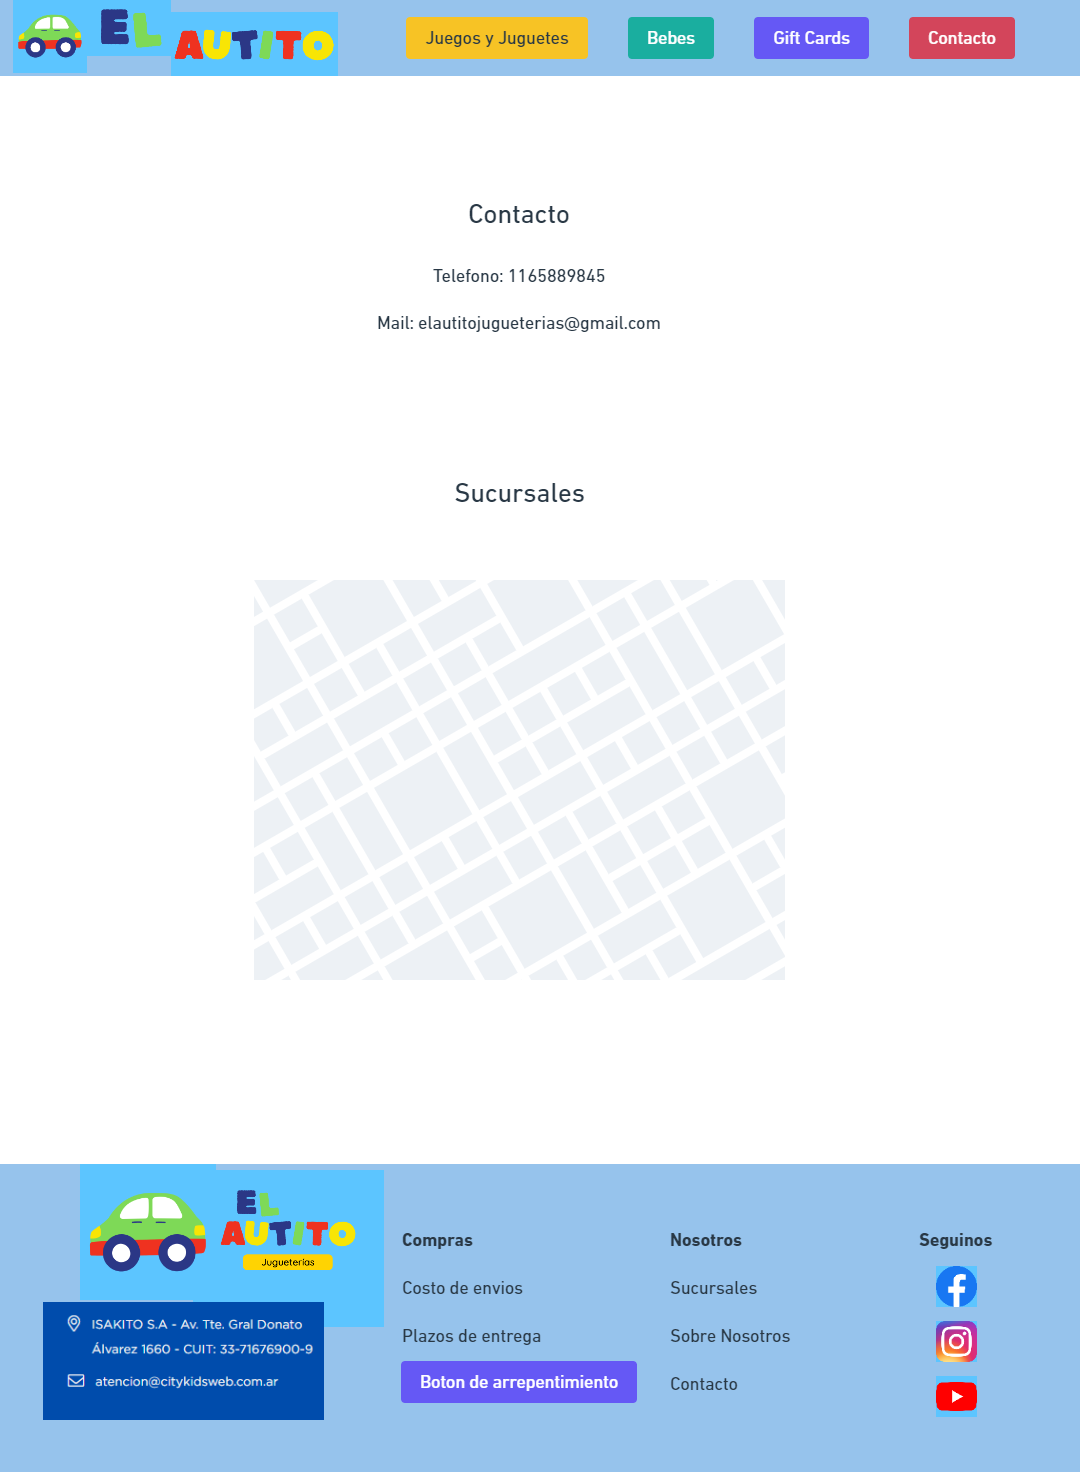 EL AUTITO
Juegos y Juguetes
Bebes
Gift Cards
Contacto
Contacto
Telefono: 1165889845
Mail: elautitojugueterias@gmail.com
Sucursales
EL
AUTITO
Jugueterías
ISAKITO S.A - Av. Tte. Gral Donato
Álvarez 1660 - CUIT: 33-71676900-9
atencion@citykidsweb.com.ar
Compras
Costo de envios
Plazos de entrega
Boton de arrepentimiento
Nosotros
Sucursales
Sobre Nosotros
Contacto
Seguinos